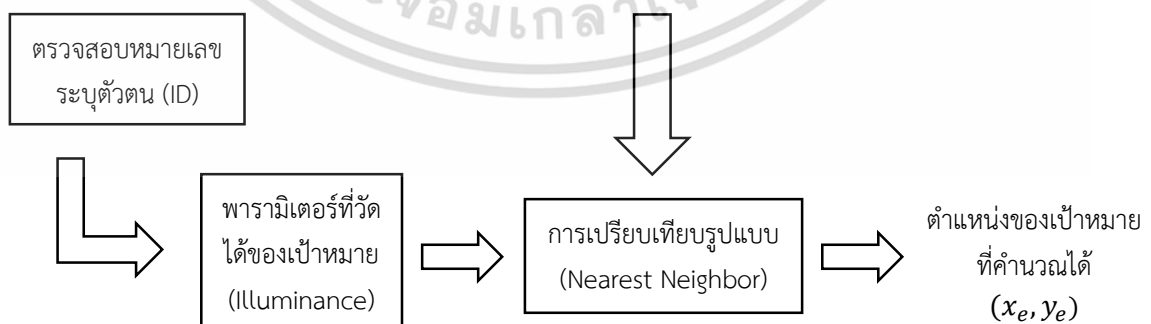 ตรวจสอบหมายเลข
ระบุตัวตน (ID)
พารามิเตอร์ที่วัด
ได้ของเป้าหมาย
(Illuminance)
การเปรียบเทียบรูปแบบ
(Nearest Neighbor)
ตำแหน่งของเป้าหมาย
ที่คำนวณได้
(𝑥ₑ, 𝑦ₑ)